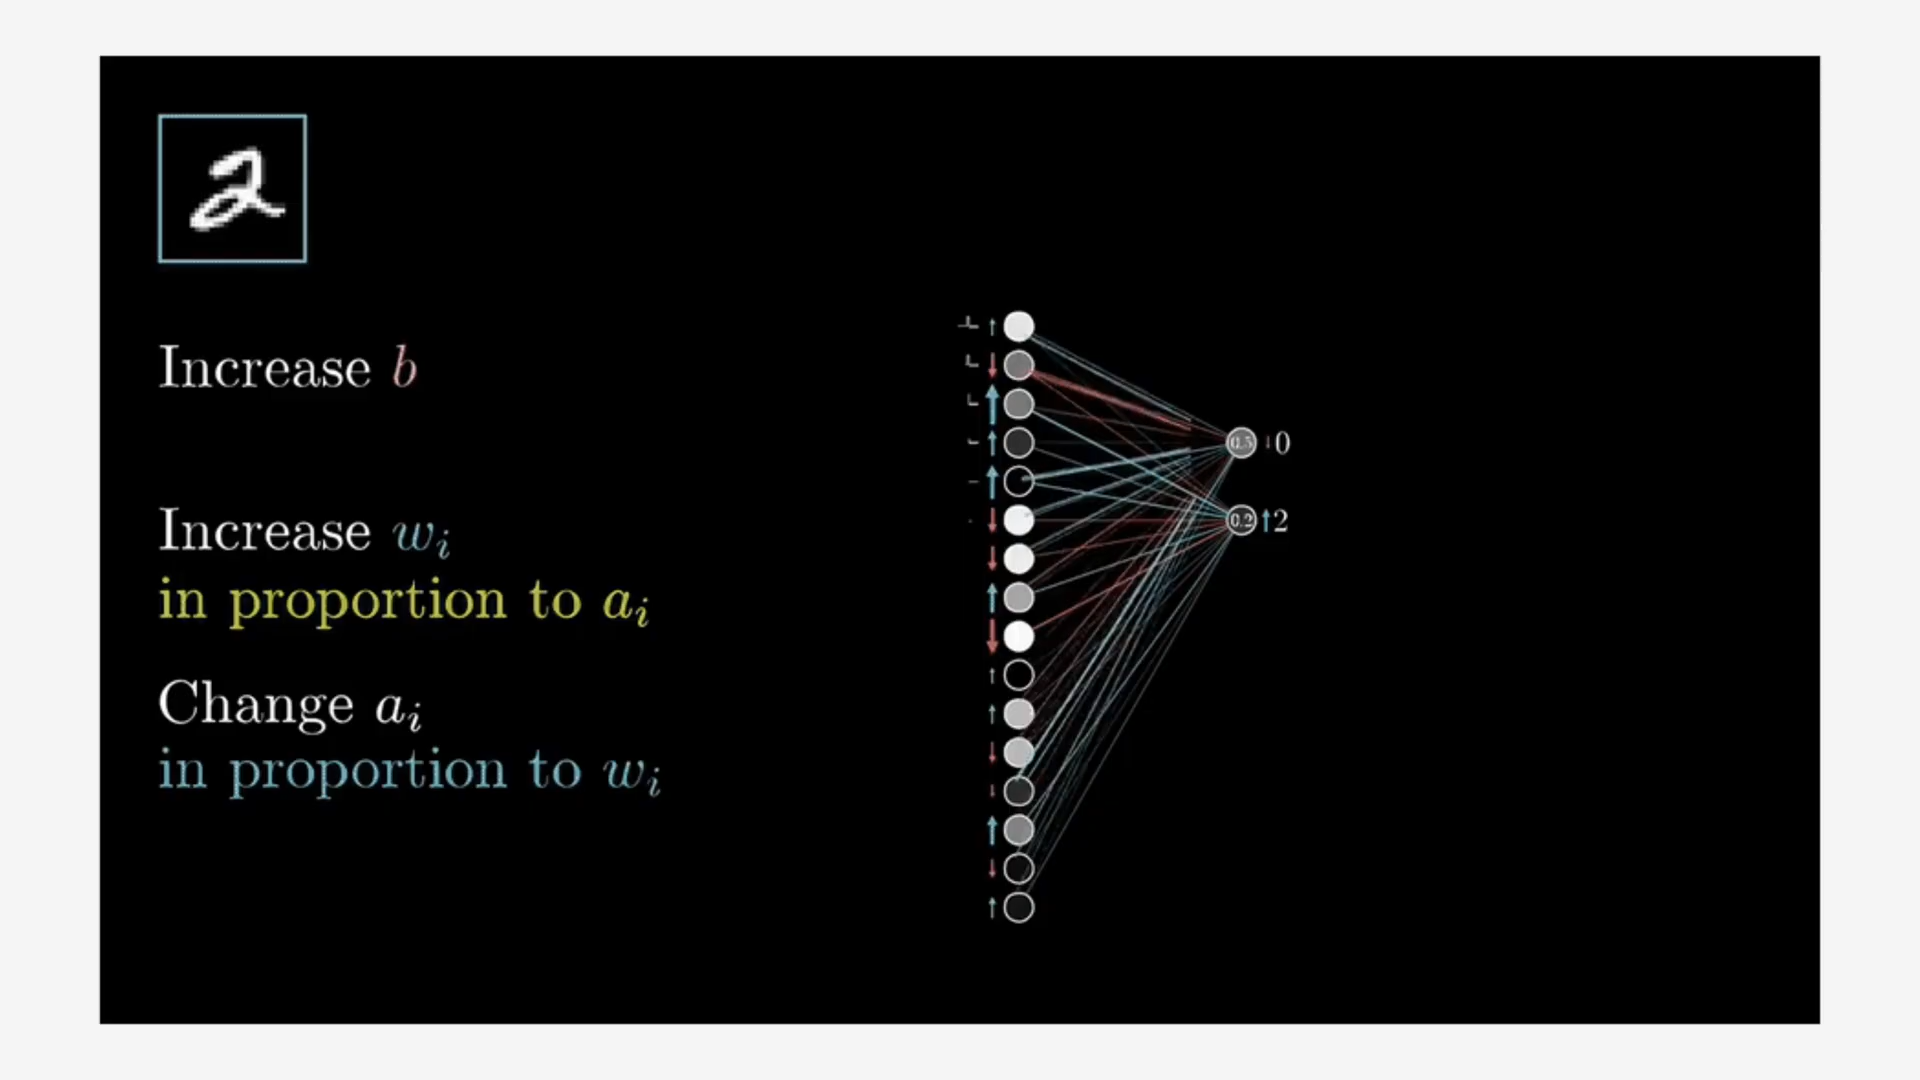 2
Increase b
Increase wᵢ
in proportion to aᵢ
Change aᵢ
in proportion to wᵢ
0.5 ↓0
0.2 ↑2